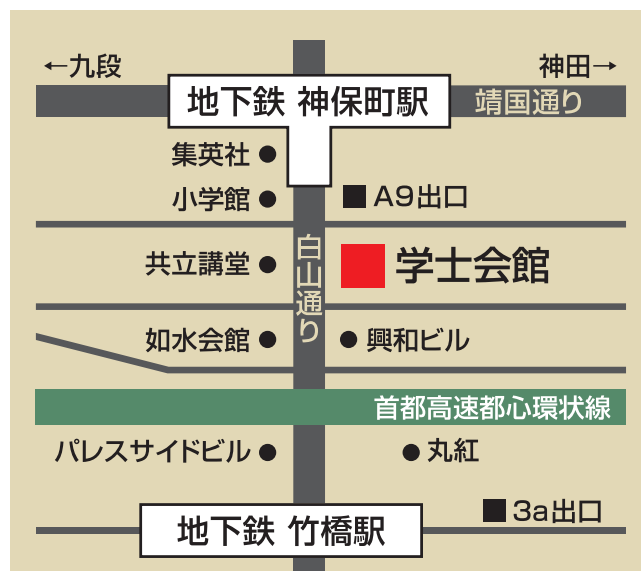 ←九段
神田→
地下鉄 神保町駅
靖国通り
集英社
小学館
A9出口
白山通り
共立講堂
学士会館
如水会館
興和ビル
首都高速都心環状線
パレスサイドビル
丸紅
3a出口
地下鉄 竹橋駅